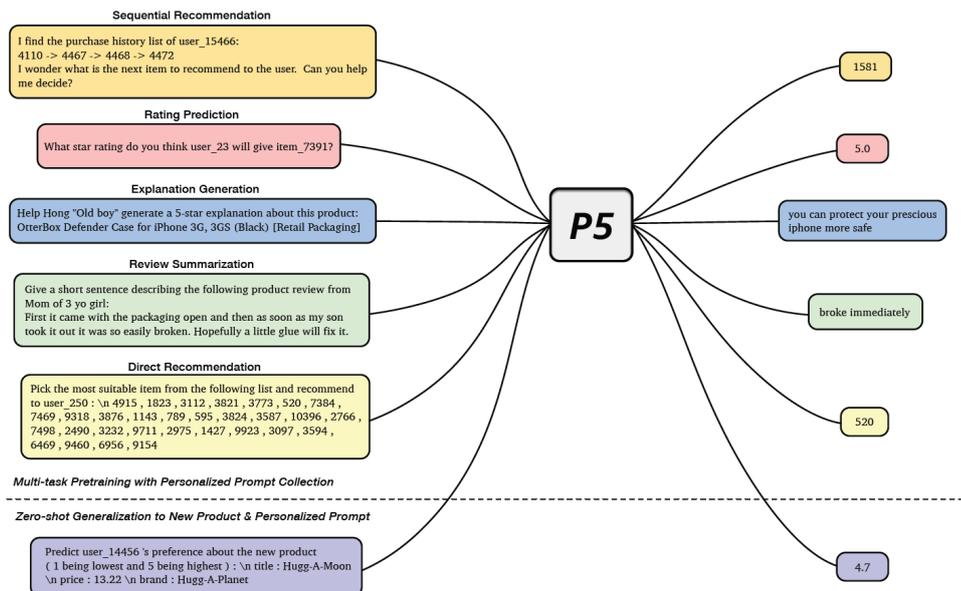 Sequential Recommendation
I find the purchase history list of user_15466:
4110 -> 4467 -> 4468 -> 4472
I wonder what is the next item to recommend to the user. Can you help
me decide?
1581
Rating Prediction
What star rating do you think user_23 will give item_7391?
5.0
Explanation Generation
Help Hong "Old boy" generate a 5-star explanation about this product:
OtterBox Defender Case for iPhone 3G, 3GS (Black) [Retail Packaging]
P5
you can protect your prescious
iphone more safe
Review Summarization
Give a short sentence describing the following product review from
Mom of 3 yo girl:
First it came with the packaging open and then as soon as my son
took it out it was so easily broken. Hopefully a little glue will fix it.
broke immediately
Direct Recommendation
Pick the most suitable item from the following list and recommend
to user_250 : \n 4915 , 1823 , 3112 , 3821 , 3773 , 520 , 7384 ,
7469 , 9318 , 3876 , 1143 , 789 , 595 , 3824 , 3587 , 10396 , 2766 ,
7498 , 2490 , 3232 , 9711 , 2975 , 1427 , 9923 , 3097 , 3594 ,
6469 , 9460 , 6956 , 9154
520
Multi-task Pretraining with Personalized Prompt Collection
Zero-shot Generalization to New Product & Personalized Prompt
Predict user_14456 's preference about the new product
( 1 being lowest and 5 being highest ) : \n title : Hugg-A-Moon
\n price : 13.22 \n brand : Hugg-A-Planet
4.7